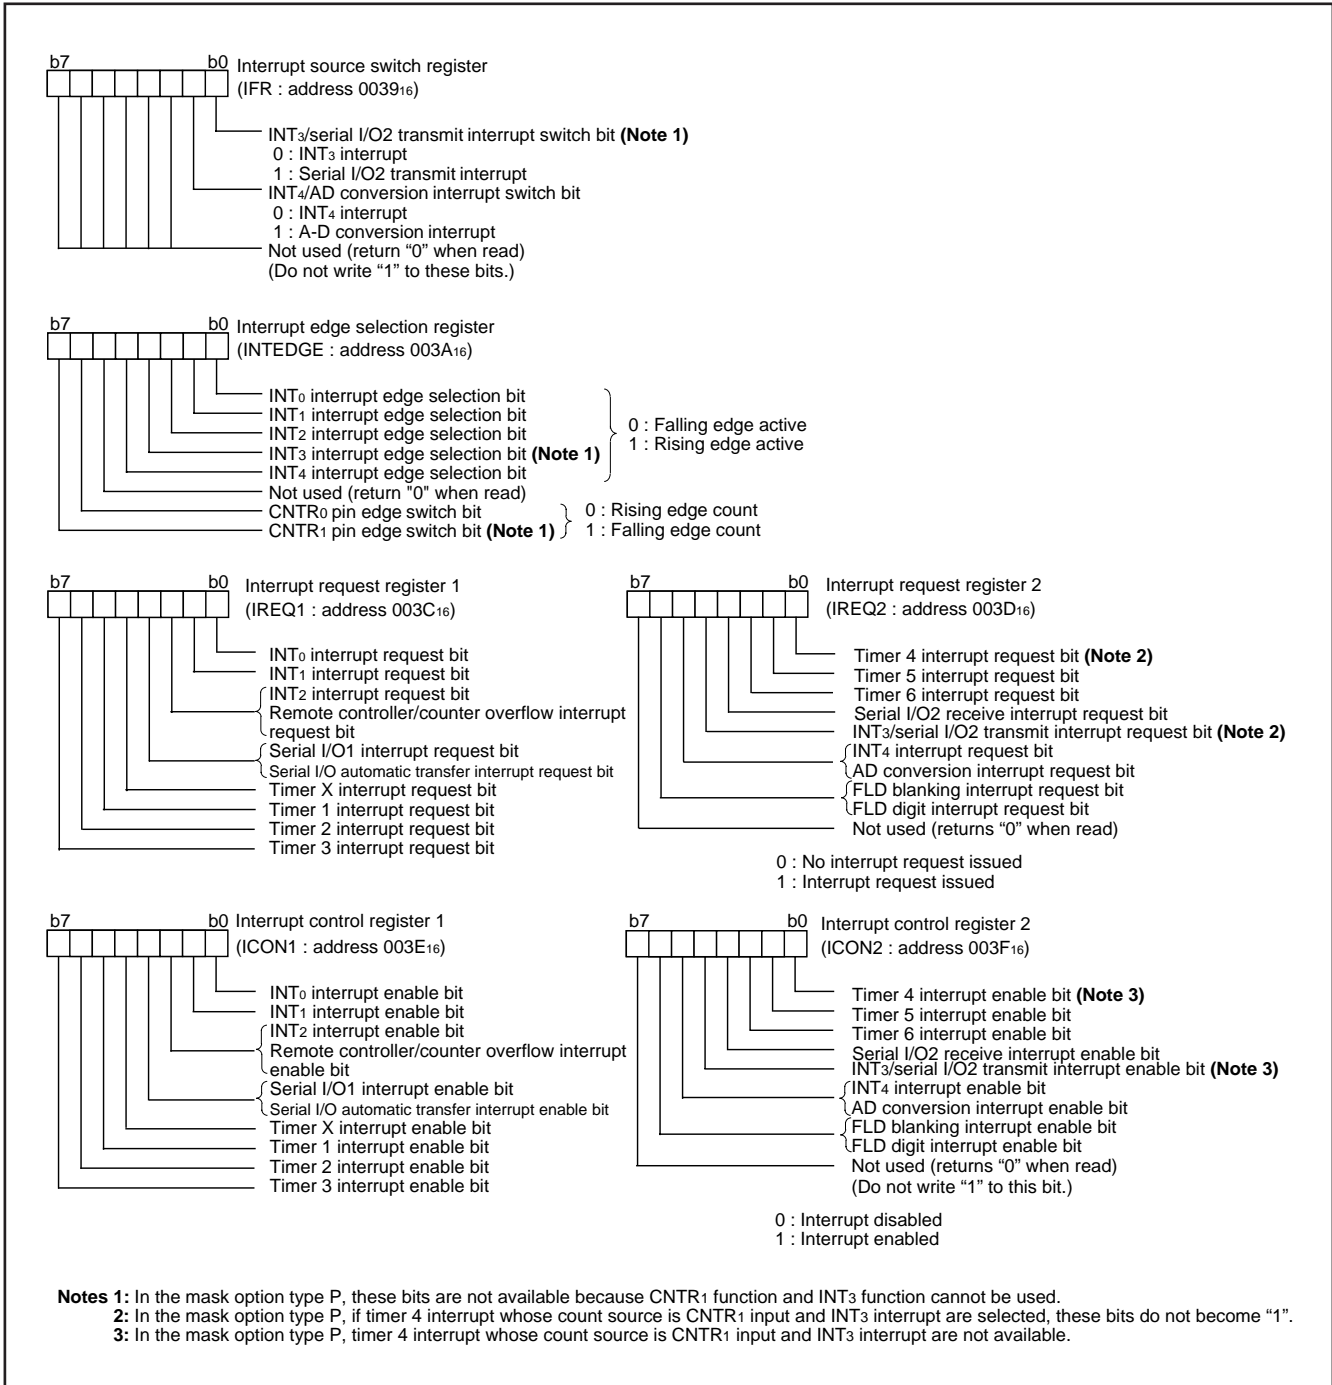 b7 b0 Interrupt source switch register
(IFR : address 003916)
INT3/serial I/O2 transmit interrupt switch bit (Note 1)
0 : INT3 interrupt
1 : Serial I/O2 transmit interrupt
INT4/AD conversion interrupt switch bit
0 : INT4 interrupt
1 : A-D conversion interrupt
Not used (return “0” when read)
(Do not write “1” to these bits.)
b7 b0 Interrupt edge selection register
(INTEDGE : address 003A16)
INT0 interrupt edge selection bit
INT1 interrupt edge selection bit
INT2 interrupt edge selection bit
INT3 interrupt edge selection bit (Note 1)
INT4 interrupt edge selection bit
0 : Falling edge active
1 : Rising edge active
Not used (return "0" when read)
CNTR0 pin edge switch bit
CNTR1 pin edge switch bit (Note 1)
0 : Rising edge count
1 : Falling edge count
b7 b0 Interrupt request register 1
(IREQ1 : address 003C16)
INT0 interrupt request bit
INT1 interrupt request bit
INT2 interrupt request bit
Remote controller/counter overflow interrupt
request bit
Serial I/O1 interrupt request bit
Serial I/O automatic transfer interrupt request bit
Timer X interrupt request bit
Timer 1 interrupt request bit
Timer 2 interrupt request bit
Timer 3 interrupt request bit
b7 b0 Interrupt request register 2
(IREQ2 : address 003D16)
Timer 4 interrupt request bit (Note 2)
Timer 5 interrupt request bit
Timer 6 interrupt request bit
Serial I/O2 receive interrupt request bit
INT3/serial I/O2 transmit interrupt request bit (Note 2)
INT4 interrupt request bit
AD conversion interrupt request bit
FLD blanking interrupt request bit
FLD digit interrupt request bit
Not used (returns “0” when read)
0 : No interrupt request issued
1 : Interrupt request issued
b7 b0 Interrupt control register 1
(ICON1 : address 003E16)
INT0 interrupt enable bit
INT1 interrupt enable bit
INT2 interrupt enable bit
Remote controller/counter overflow interrupt
enable bit
Serial I/O1 interrupt enable bit
Serial I/O automatic transfer interrupt enable bit
Timer X interrupt enable bit
Timer 1 interrupt enable bit
Timer 2 interrupt enable bit
Timer 3 interrupt enable bit
b7 b0 Interrupt control register 2
(ICON2 : address 003F16)
Timer 4 interrupt enable bit (Note 3)
Timer 5 interrupt enable bit
Timer 6 interrupt enable bit
Serial I/O2 receive interrupt enable bit
INT3/serial I/O2 transmit interrupt enable bit (Note 3)
INT4 interrupt enable bit
AD conversion interrupt enable bit
FLD blanking interrupt enable bit
FLD digit interrupt enable bit
Not used (returns “0” when read)
(Do not write “1” to this bit.)
0 : Interrupt disabled
1 : Interrupt enabled
Notes 1: In the mask option type P, these bits are not available because CNTR1 function and INT3 function cannot be used.
2: In the mask option type P, if timer 4 interrupt whose count source is CNTR1 input and INT3 interrupt are selected, these bits do not become “1”.
3: In the mask option type P, timer 4 interrupt whose count source is CNTR1 input and INT3 interrupt are not available.